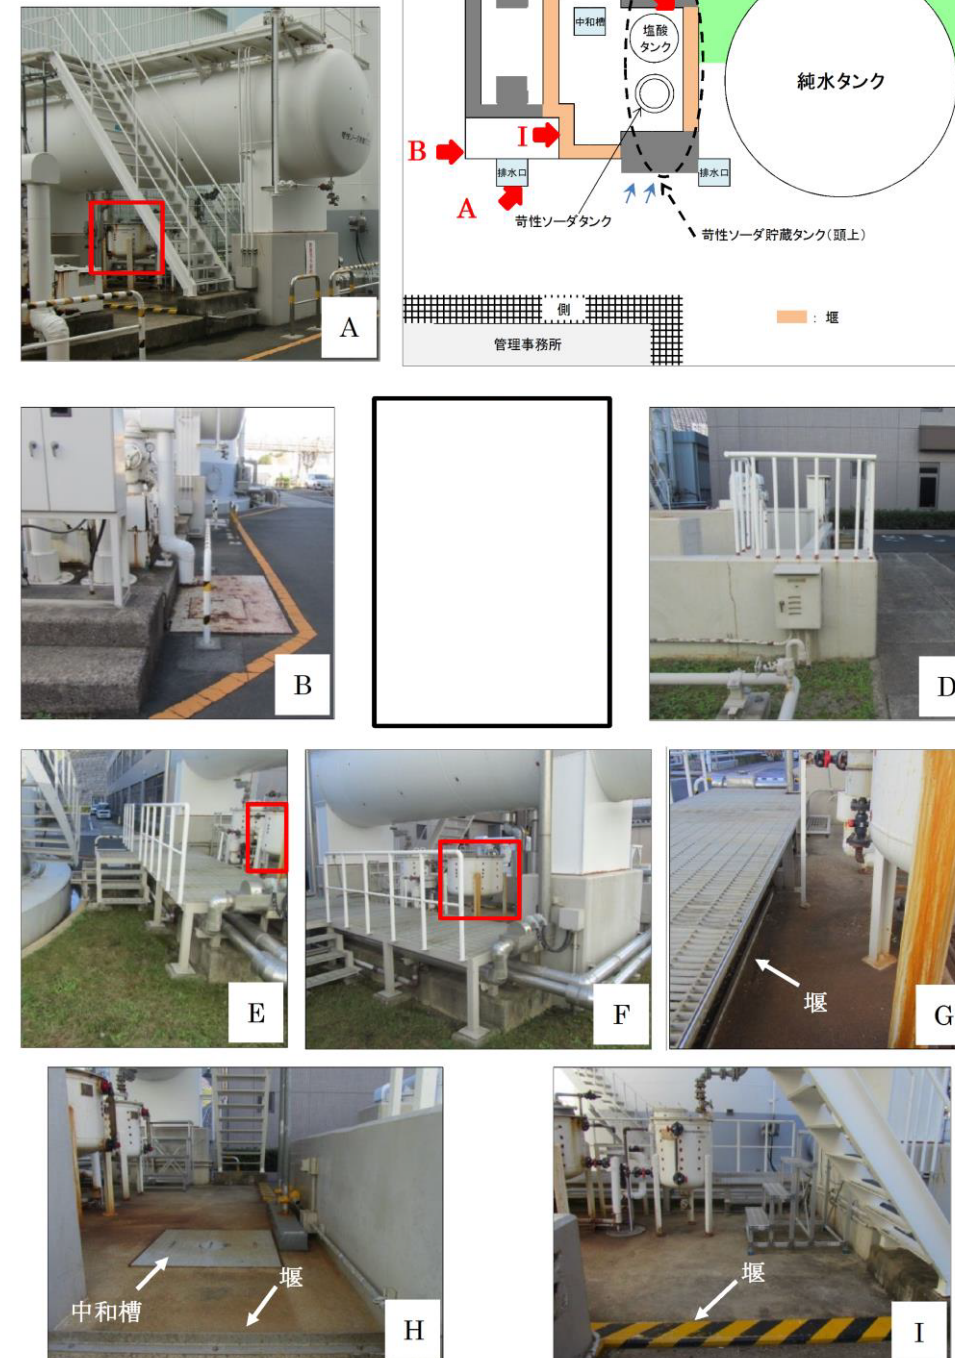 中和槽
塩酸
タンク
純水タンク
B
I
排水口
排水口
A
苛性ソーダタンク
苛性ソーダ貯蔵タンク(頭上)
側
: 堰
管理事務所
A
B
D
E
F
堰
G
中和槽
堰
H
堰
I